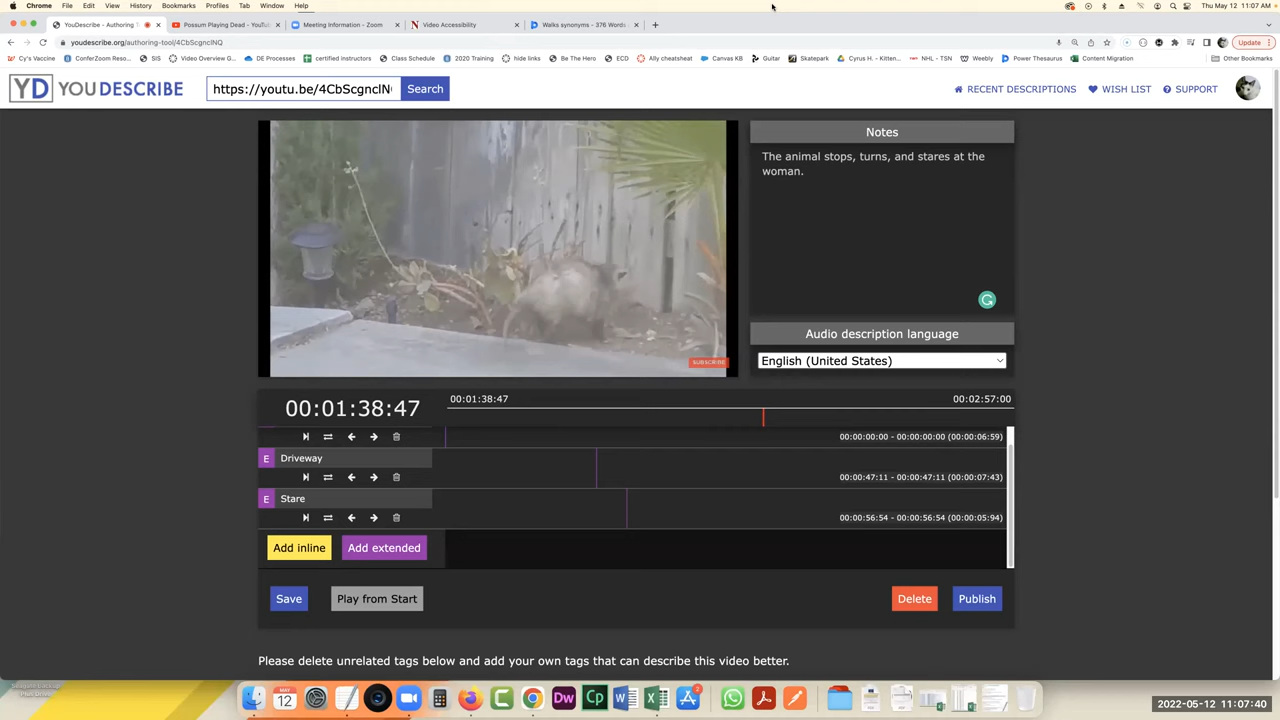 Chrome File Edit View History Bookmarks Profiles Tab Window Help Thu May 12 11:07 AM
YouDescribe - Authoring T Possum Playing Dead - YouTu Meeting Information - Zoom Video Accessibility Walks synonyms - 376 Words
youdescribe.org/authoring-tool/4CbScgnclNQ Update
Cy's Vaccine ConferZoom Reso... SIS Video Overview G... DE Processes certified instructors Class Schedule 2020 Training hide links Be The Hero ECD Ally cheatsheet Canvas KB Guitar Skatepark Cyrus H. - Kitten... NHL - TSN Weebly Power Thesaurus Content Migration Other Bookmarks
YD YOUDESCRIBE https://youtu.be/4CbScgnclN Search RECENT DESCRIPTIONS WISH LIST SUPPORT
Notes
The animal stops, turns, and stares at the
woman.
SUBSCRIBE
Audio description language
English (United States)
00:01:38:47 00:01:38:47 00:02:57:00
00:00:00:00 - 00:00:00:00 (00:00:06:59)
E Driveway
00:00:47:11 - 00:00:47:11 (00:00:07:43)
E Stare
00:00:56:54 - 00:00:56:54 (00:00:05:94)
Add inline Add extended
Save Play from Start Delete Publish
Please delete unrelated tags below and add your own tags that can describe this video better.
Plus Drive
MAY
12
Dw Cp
2022-05-12 11:07:40